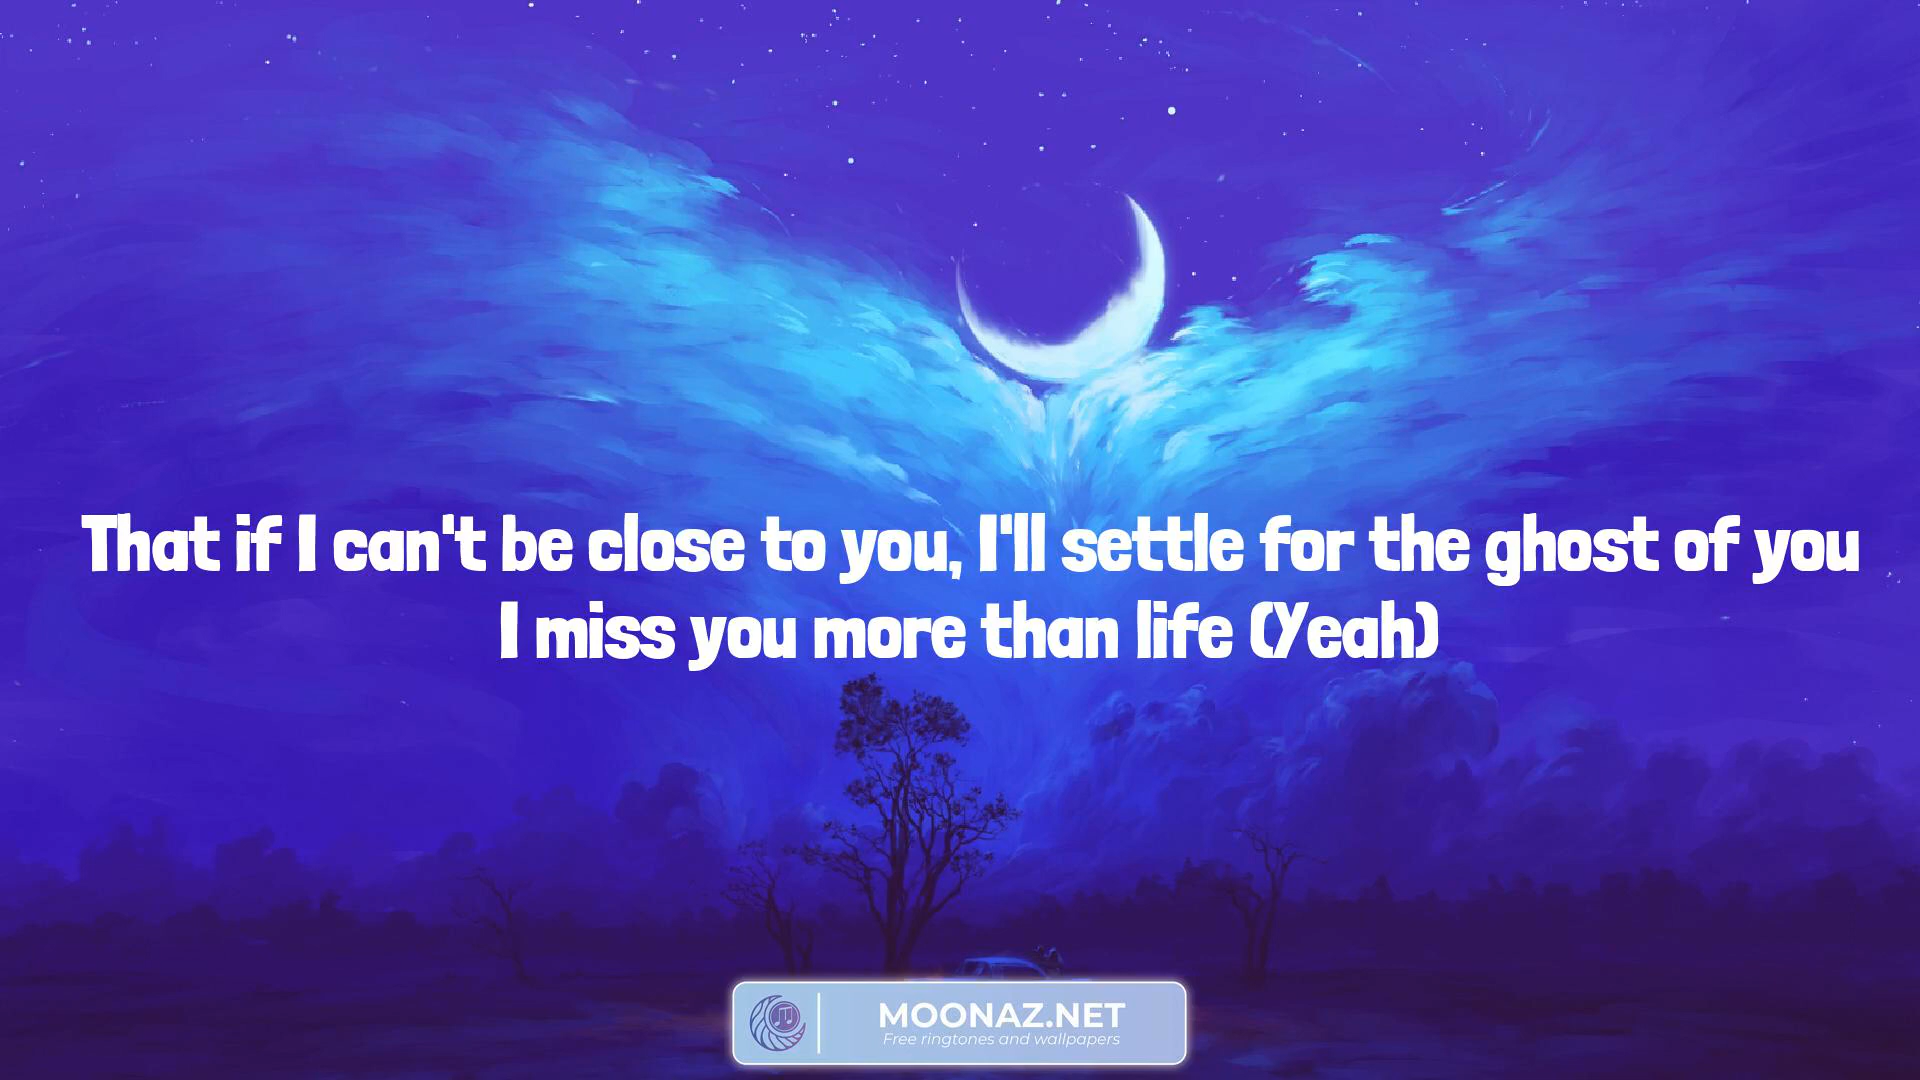 That if I can't be close to you, I'll settle for the ghost of you
I miss you more than life (Yeah)
MOONAZ.NET
Free ringtones and wallpapers